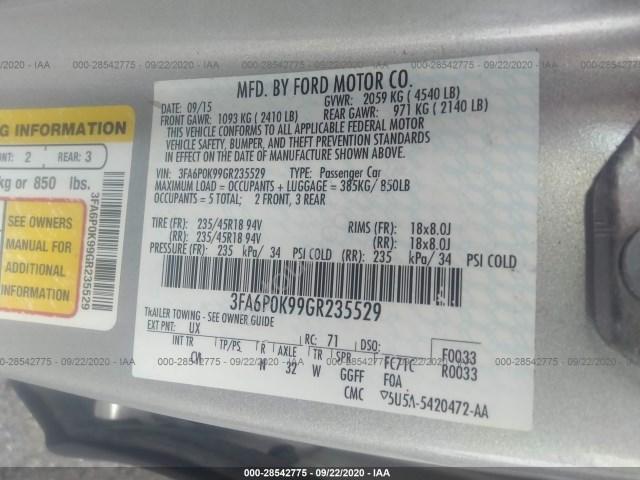 000-28542775 - 09/22/2020 - IAA
MFD. BY FORD MOTOR CO.
DATE: 09/15
GVWR: 2059 KG ( 4540 LB)
FRONT GAWR: 1093 KG ( 2410 LB)
REAR GAWR: 971 KG ( 2140 LB)
THIS VEHICLE CONFORMS TO ALL APPLICABLE FEDERAL MOTOR
VEHICLE SAFETY, BUMPER, AND THEFT PREVENTION STANDARDS
IN EFFECT ON THE DATE OF MANUFACTURE SHOWN ABOVE.
VIN: 3FA6P0K99GR235529
TYPE: Passenger Car
MAXIMUM LOAD = OCCUPANTS + LUGGAGE = 385KG/ 850LB
OCCUPANTS = 5 TOTAL; 2 FRONT, 3 REAR
TIRE (FR): 235/45R18 94V
RIMS (FR): 18x8.0J
(RR): 235/45R18 94V
(RR): 18x8.0J
PRESSURE (FR): 235 kPa/ 34 PSI COLD (RR): 235 kPa/ 34 PSI COLD
3FA6P0K99GR235529
TRAILER TOWING - SEE OWNER GUIDE
EXT PNT: UX
RC: 71
DSO:
F0033
R0033
INT TR
TP/PS
R
AXLE
TR
SPR
FC71C
CW
N
32
W
GGFF
FOA
CMC
5U5A-5420472-AA
G INFORMATION
ONT: 2
REAR: 3
kg or 850 lbs.
SEE OWNERS
MANUAL FOR
ADDITIONAL
3FA6P0K99GR235529
000-28542775 - 09/22/2020 - IAA